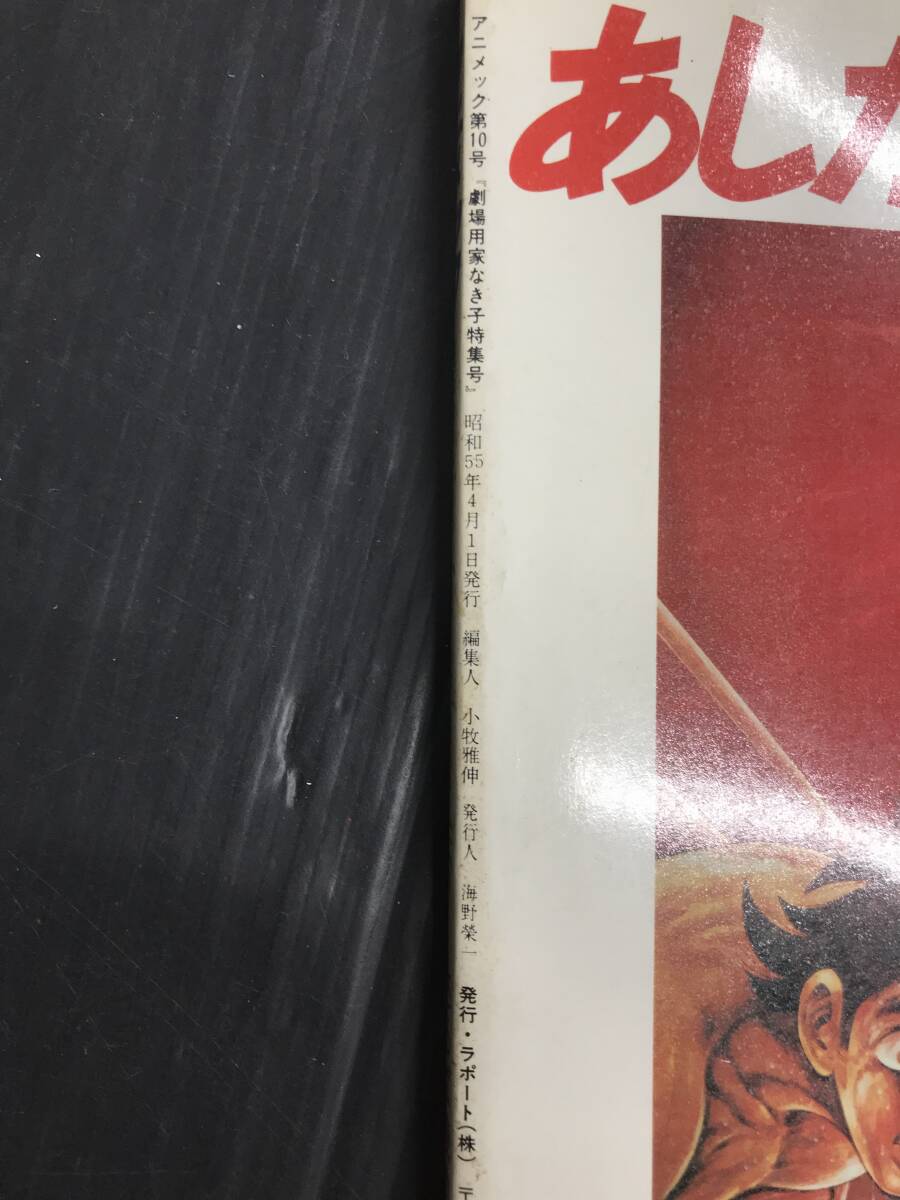 アニメック第10号『劇場用家なき子特集号』 昭和55年4月1日発行 編集人 小牧雅伸 発行人 海野榮一 発行・ラポート(株) 〒
あし